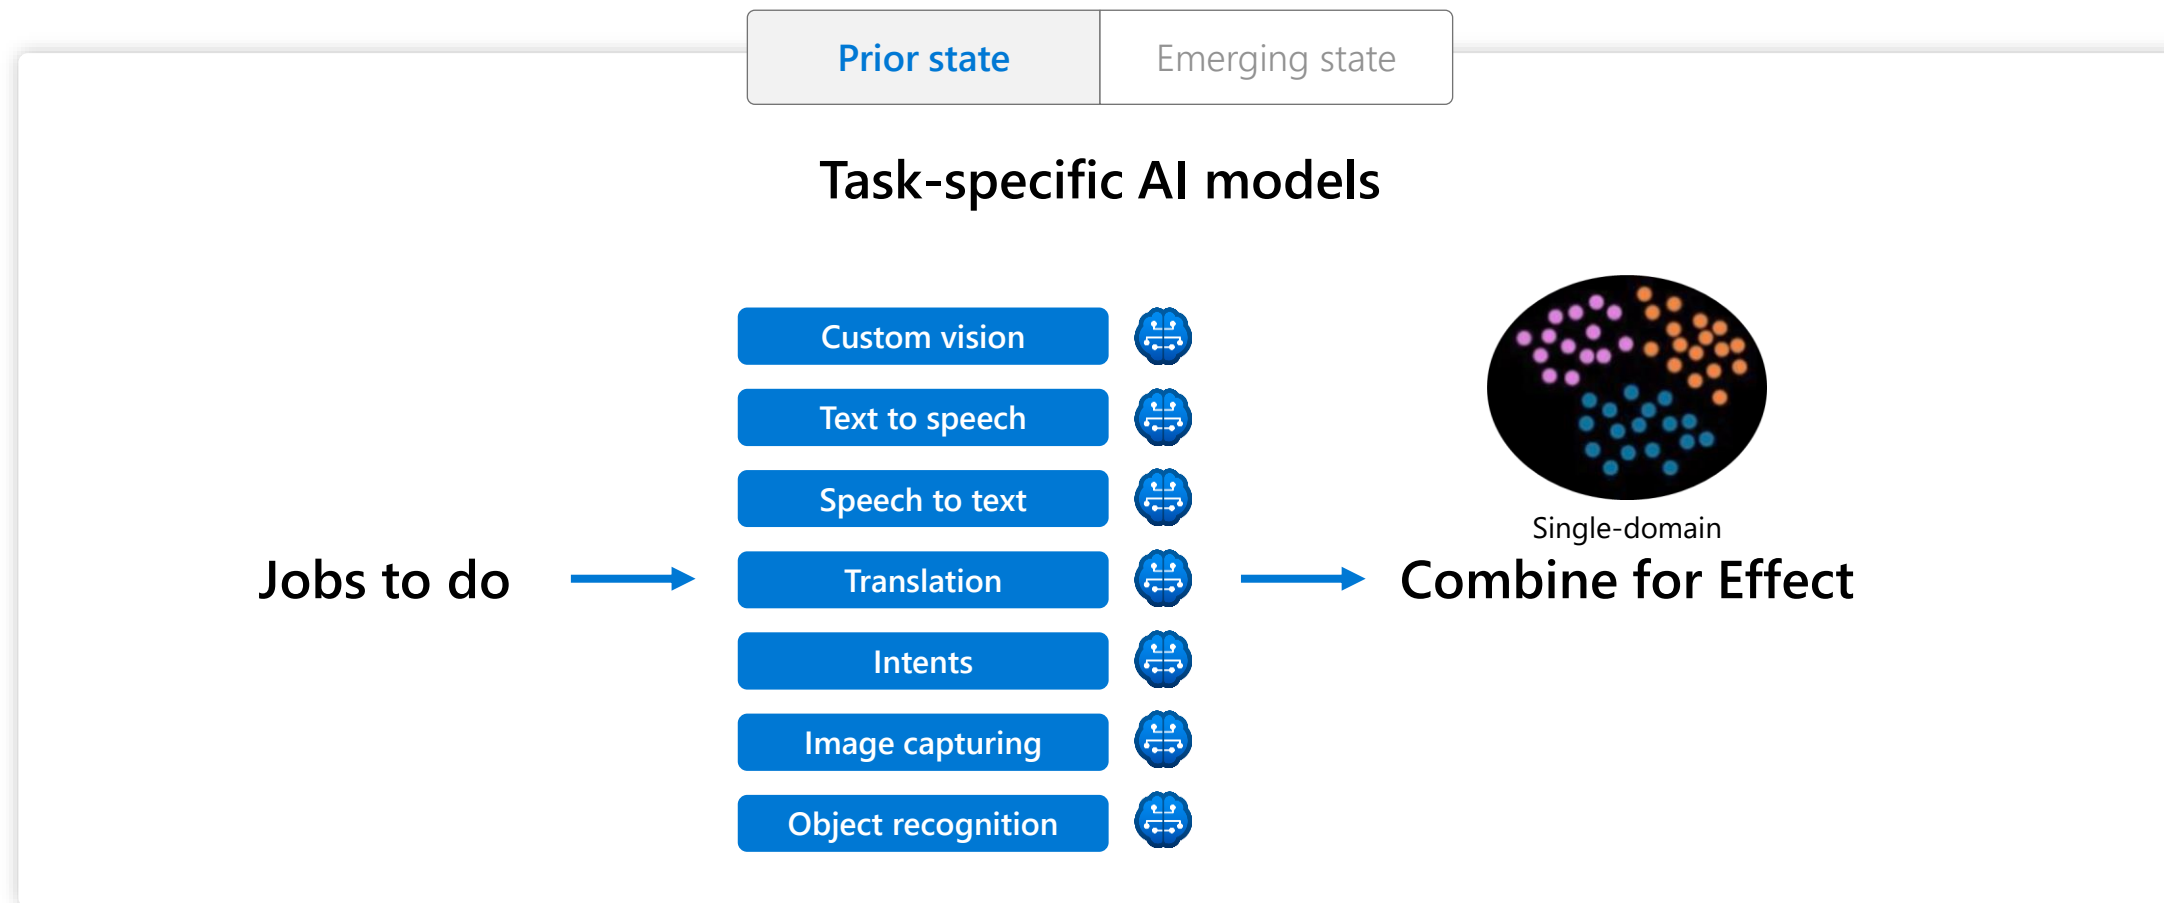 Prior state
Emerging state
Task-specific AI models
Custom vision
Text to speech
Speech to text
Translation
Intents
Image capturing
Object recognition
Jobs to do
Single-domain
Combine for Effect